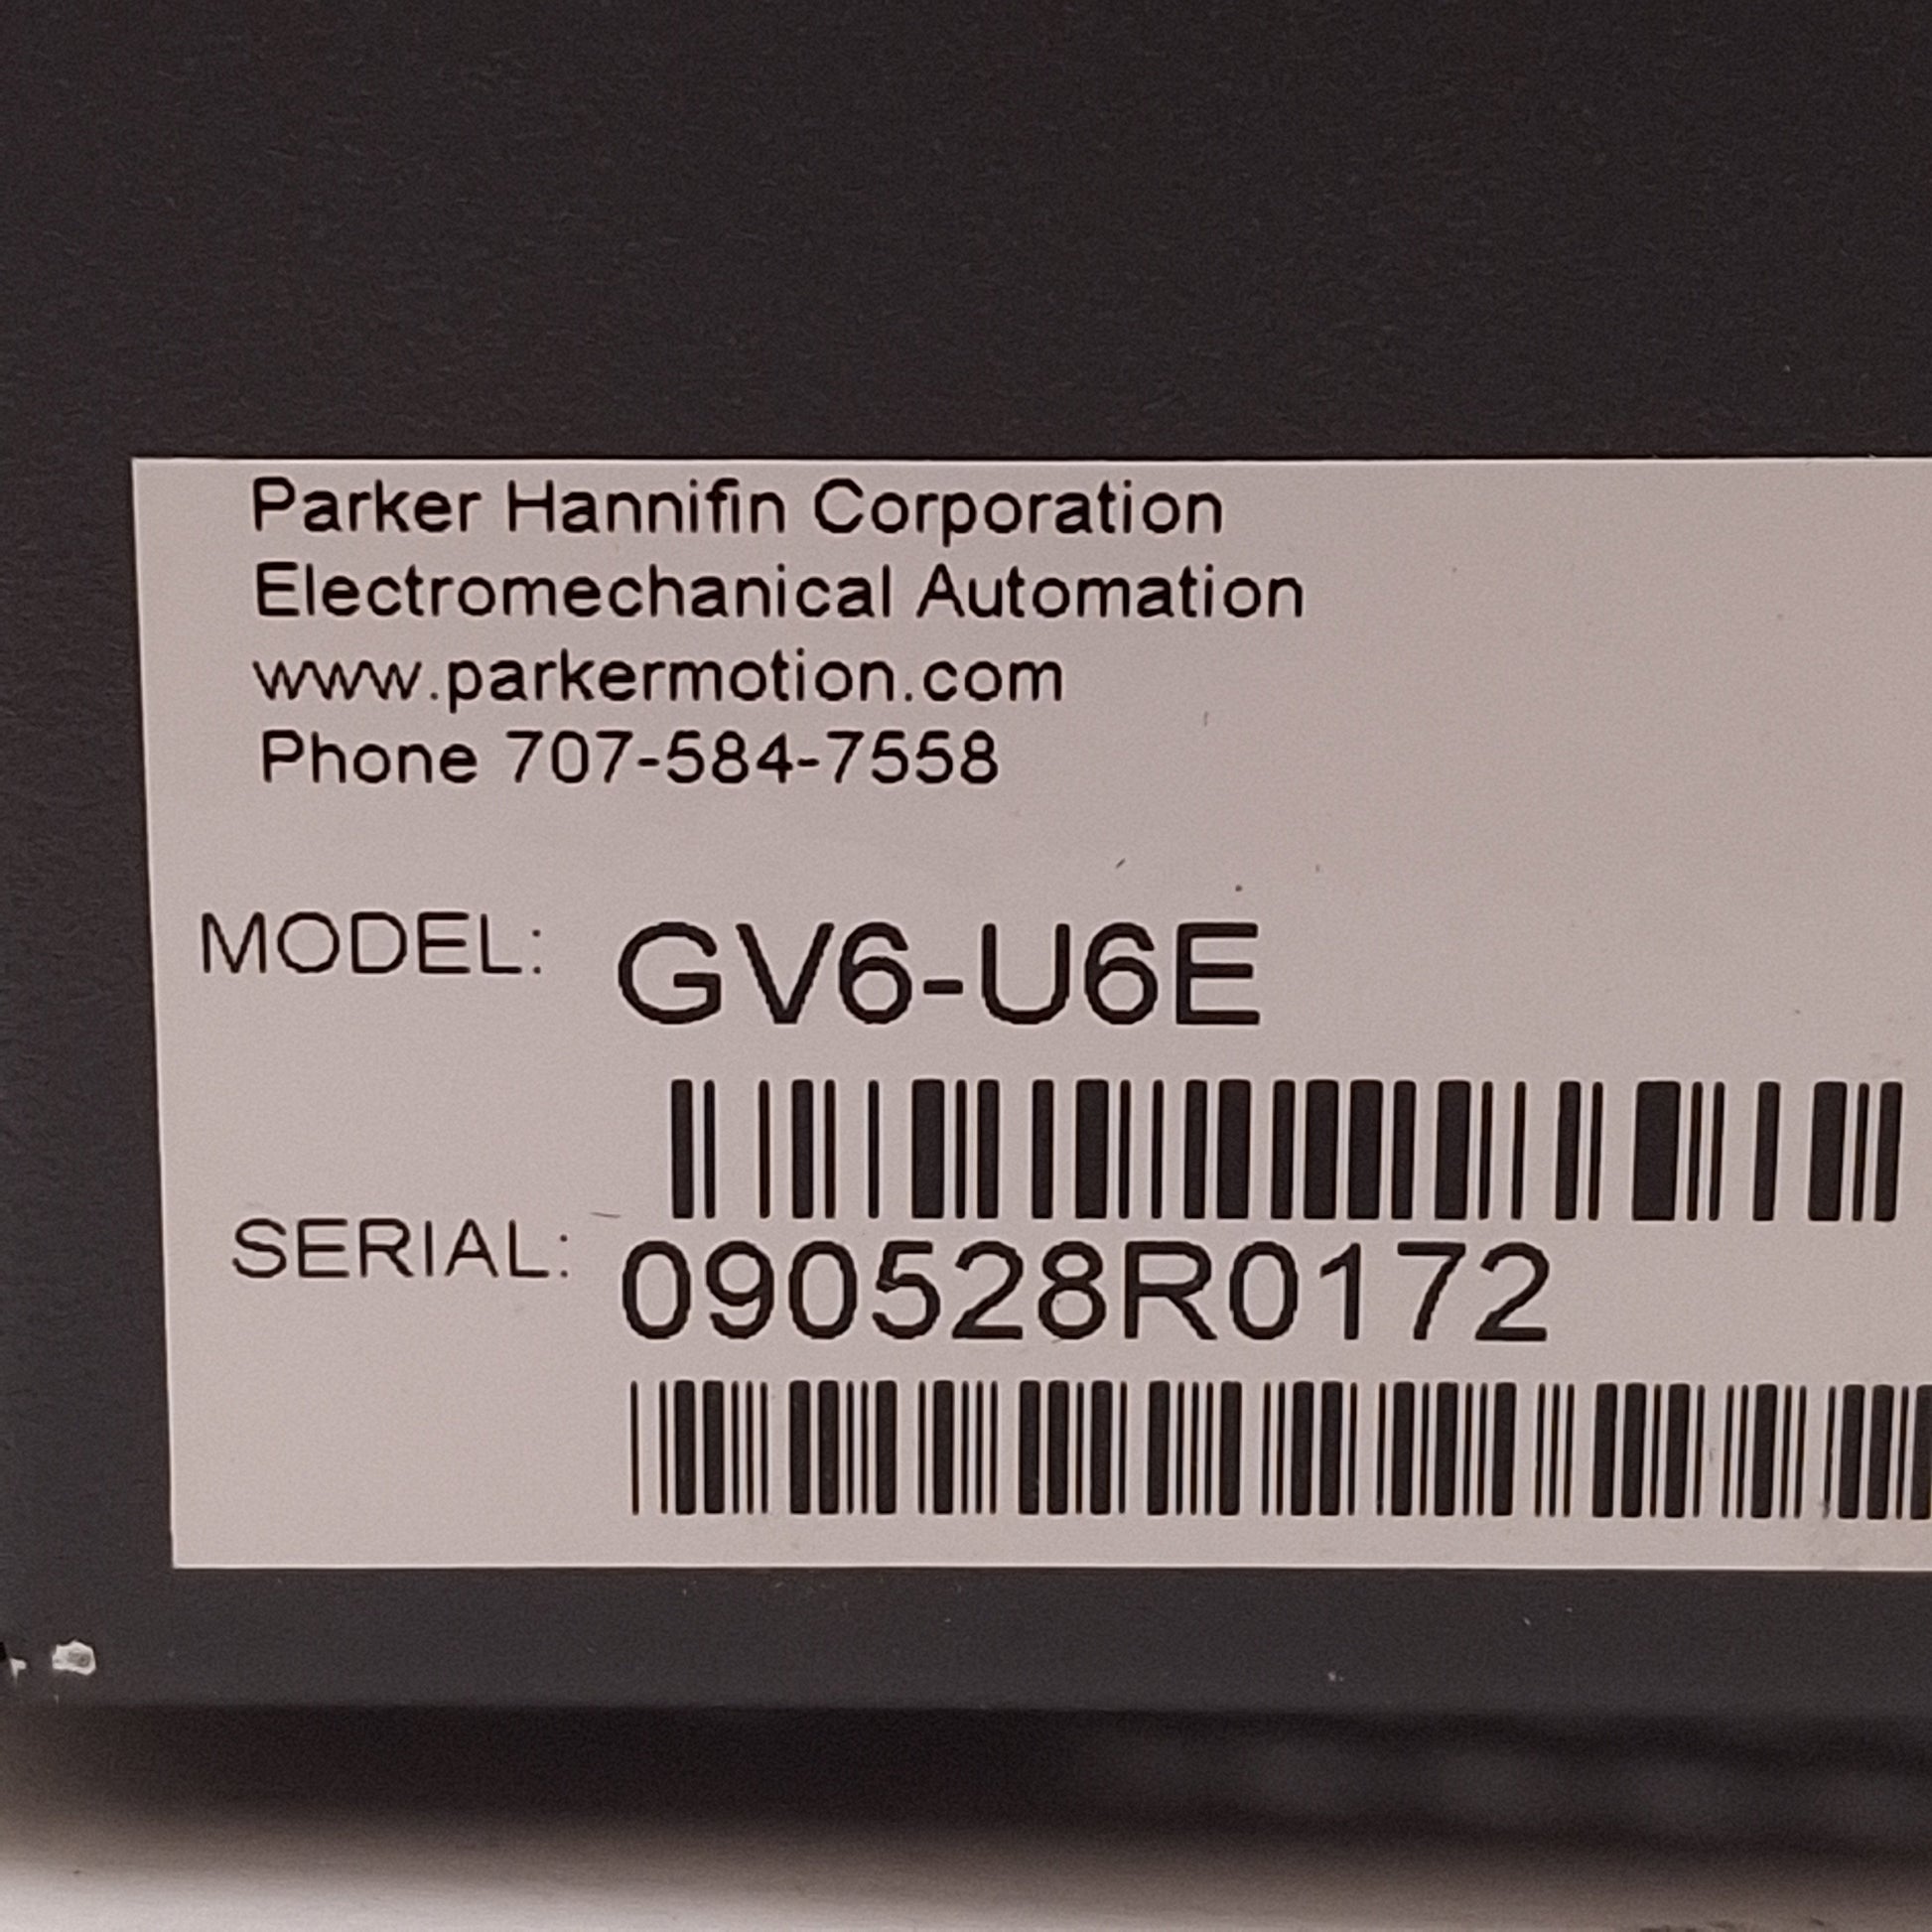 Parker Hannifin Corporation
Electromechanical Automation
www.parkermotion.com
Phone 707-584-7558
MODEL: GV6-U6E
SERIAL: 090528R0172